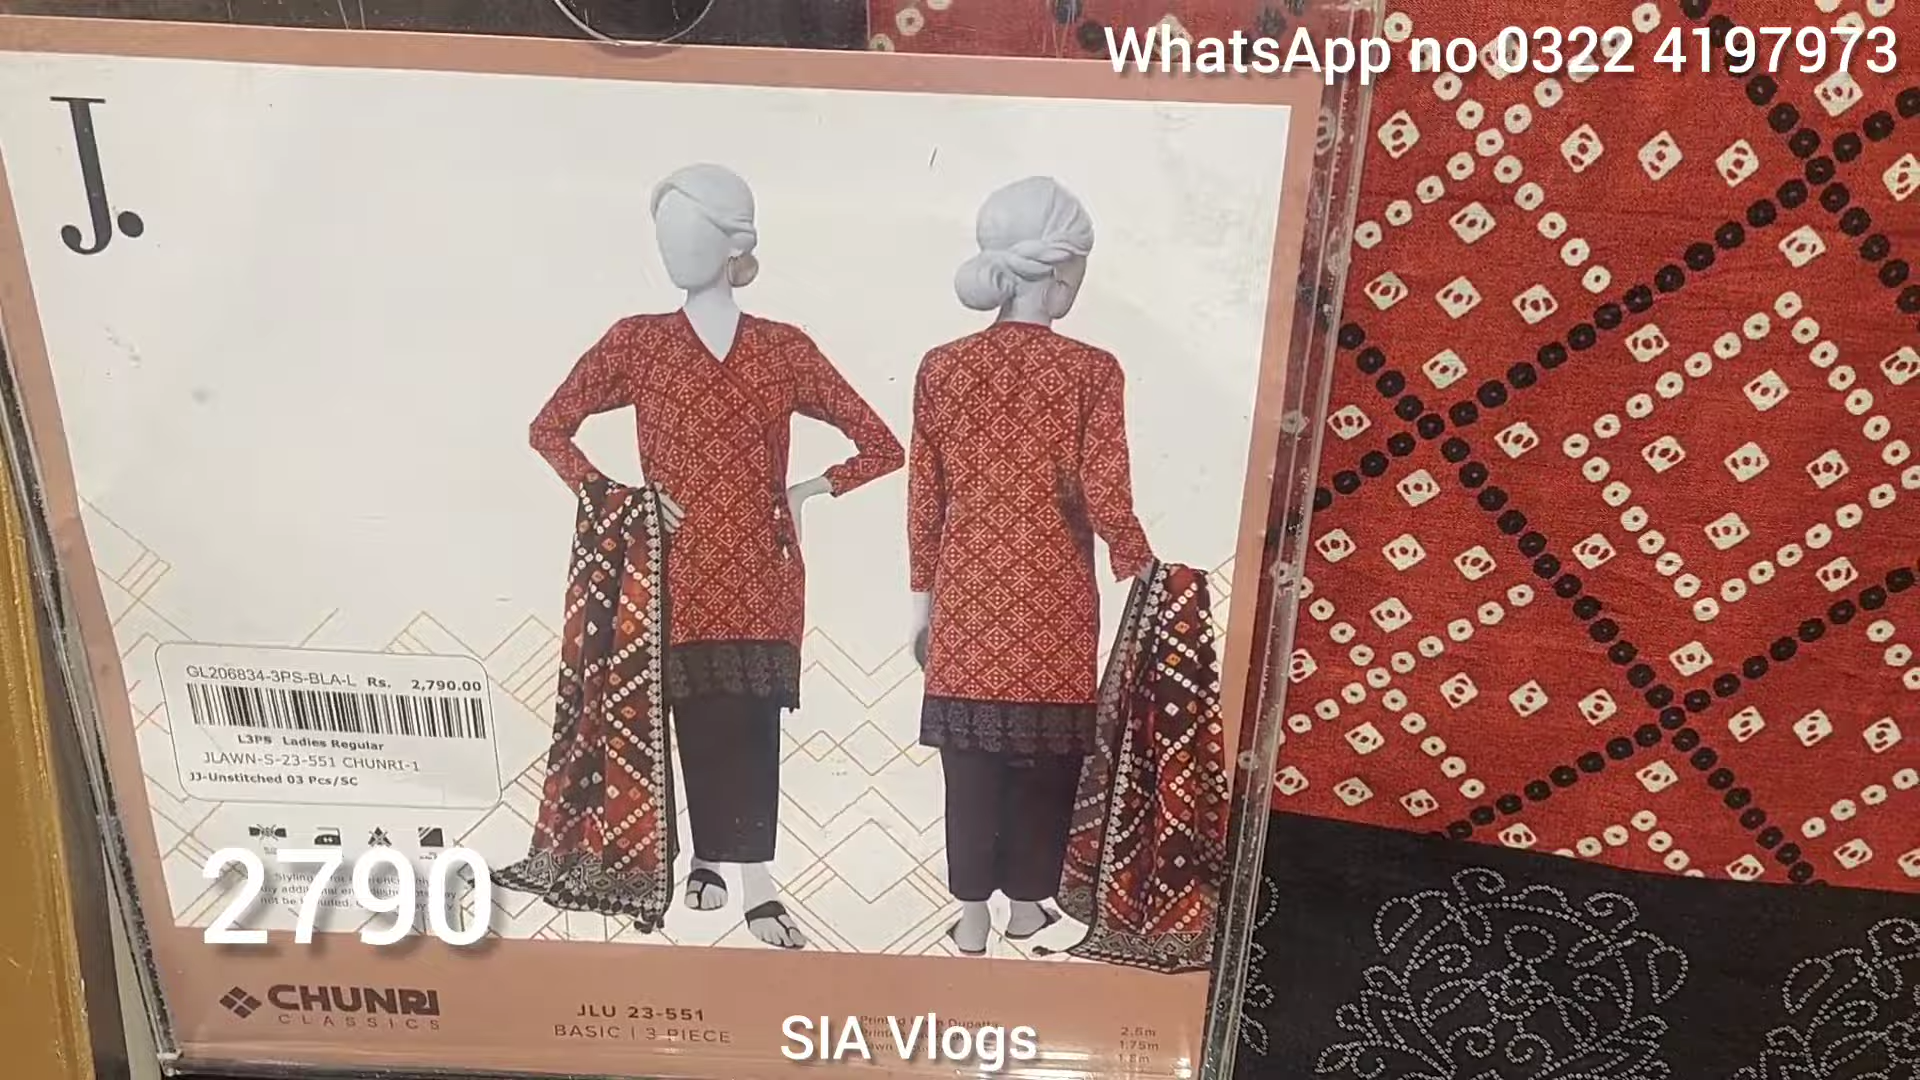 WhatsApp no 0322 4197973
J.
GL206834-3PS-BLA-L Rs. 2,790.00
L3PS Ladies Regular
JLAWN-S-23-551 CHUNRI-1
JJ-Unstitched 03 Pcs/SC
2790
CHUNRI
CLASSICS
JLU 23-551
BASIC | 3 PIECE
2.5m
1.75m
1.8m
SIA Vlogs